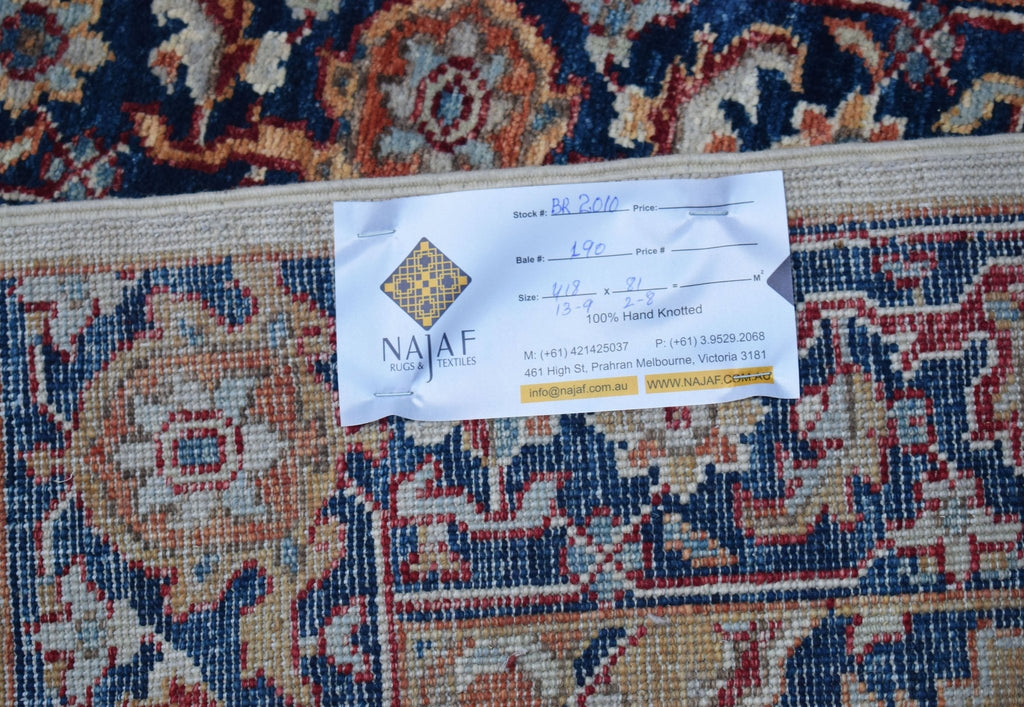 Stock #: BR 2010 Price:
Bale #: 190 Price #
Size: 418 x 81 = M²
13-9 2-8
100% Hand Knotted
NAJAF
RUGS & TEXTILES
M: (+61) 421425037 P: (+61) 3.9529.2068
461 High St, Prahran Melbourne, Victoria 3181
info@najaf.com.au WWW.NAJAF.COM.AU